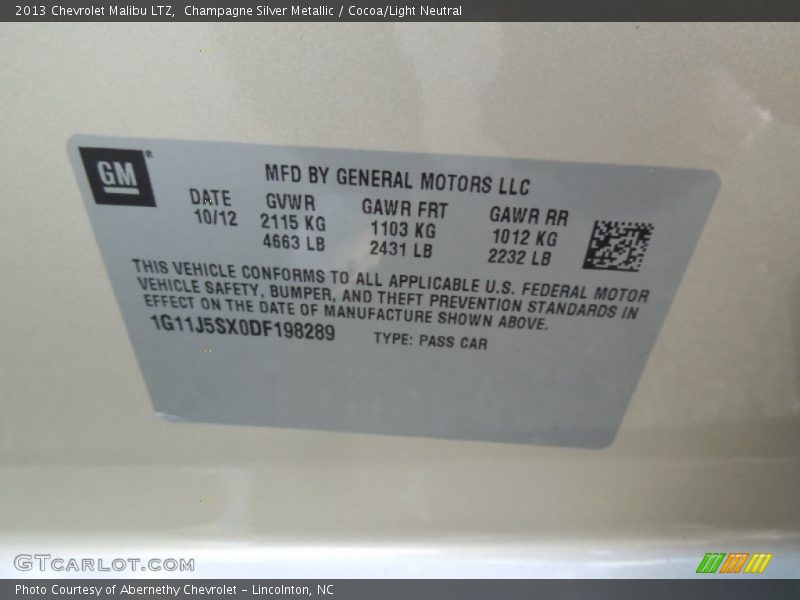 2013 Chevrolet Malibu LTZ,  Champagne Silver Metallic / Cocoa/Light Neutral
GM®
MFD BY GENERAL MOTORS LLC
DATE GVWR GAWR FRT GAWR RR
10/12 2115 KG 1103 KG 1012 KG
4663 LB 2431 LB 2232 LB
THIS VEHICLE CONFORMS TO ALL APPLICABLE U.S. FEDERAL MOTOR
VEHICLE SAFETY, BUMPER, AND THEFT PREVENTION STANDARDS IN
EFFECT ON THE DATE OF MANUFACTURE SHOWN ABOVE.
1G11J5SX0DF198289 TYPE: PASS CAR
GTCARLOT.COM
Photo Courtesy of Abernethy Chevrolet – Lincolnton, NC